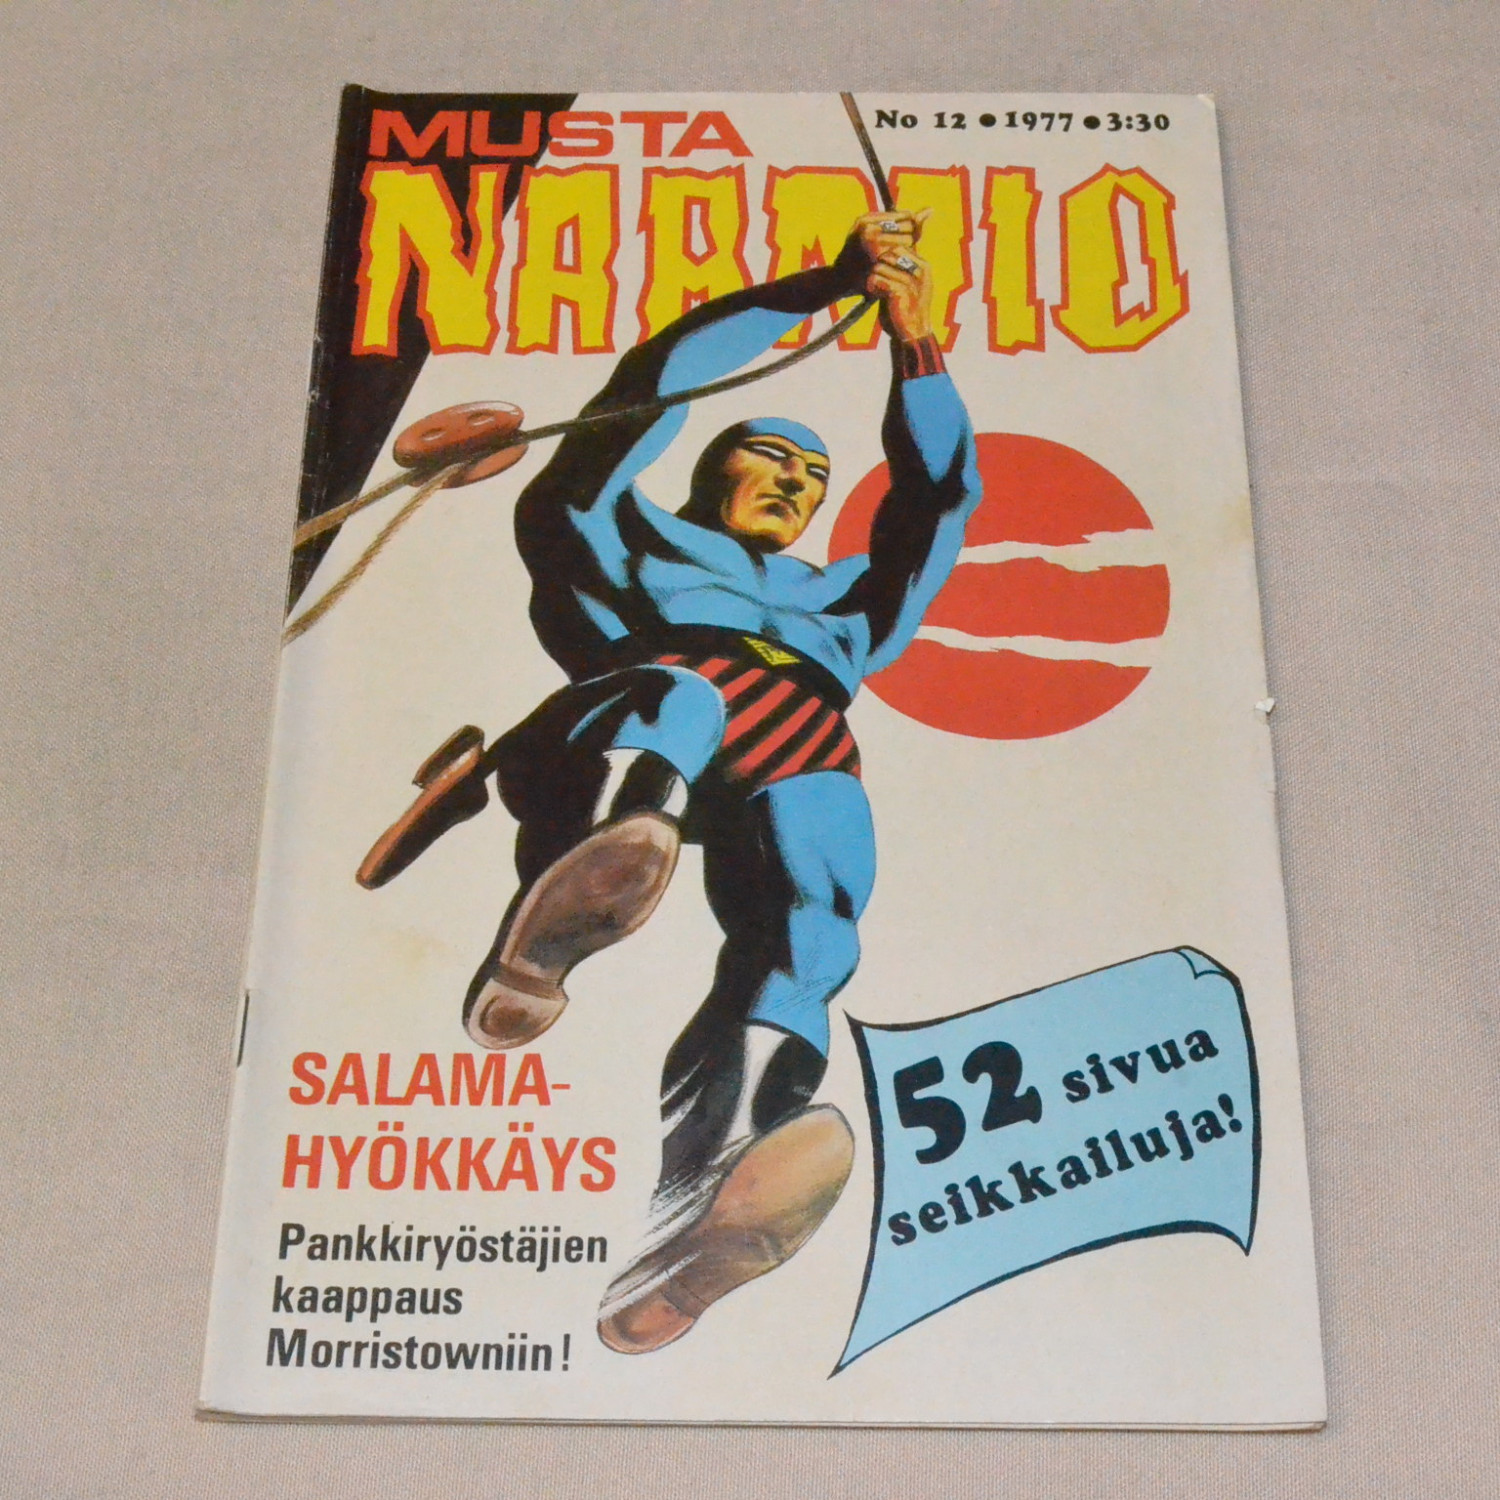 MUSTA
No 12 • 1977 • 3:30
NAAMIO
SALAMA-
HYÖKKÄYS
Pankkiryöstäjien
kaappaus
Morristowniin!
52 sivua
seikkailuja!